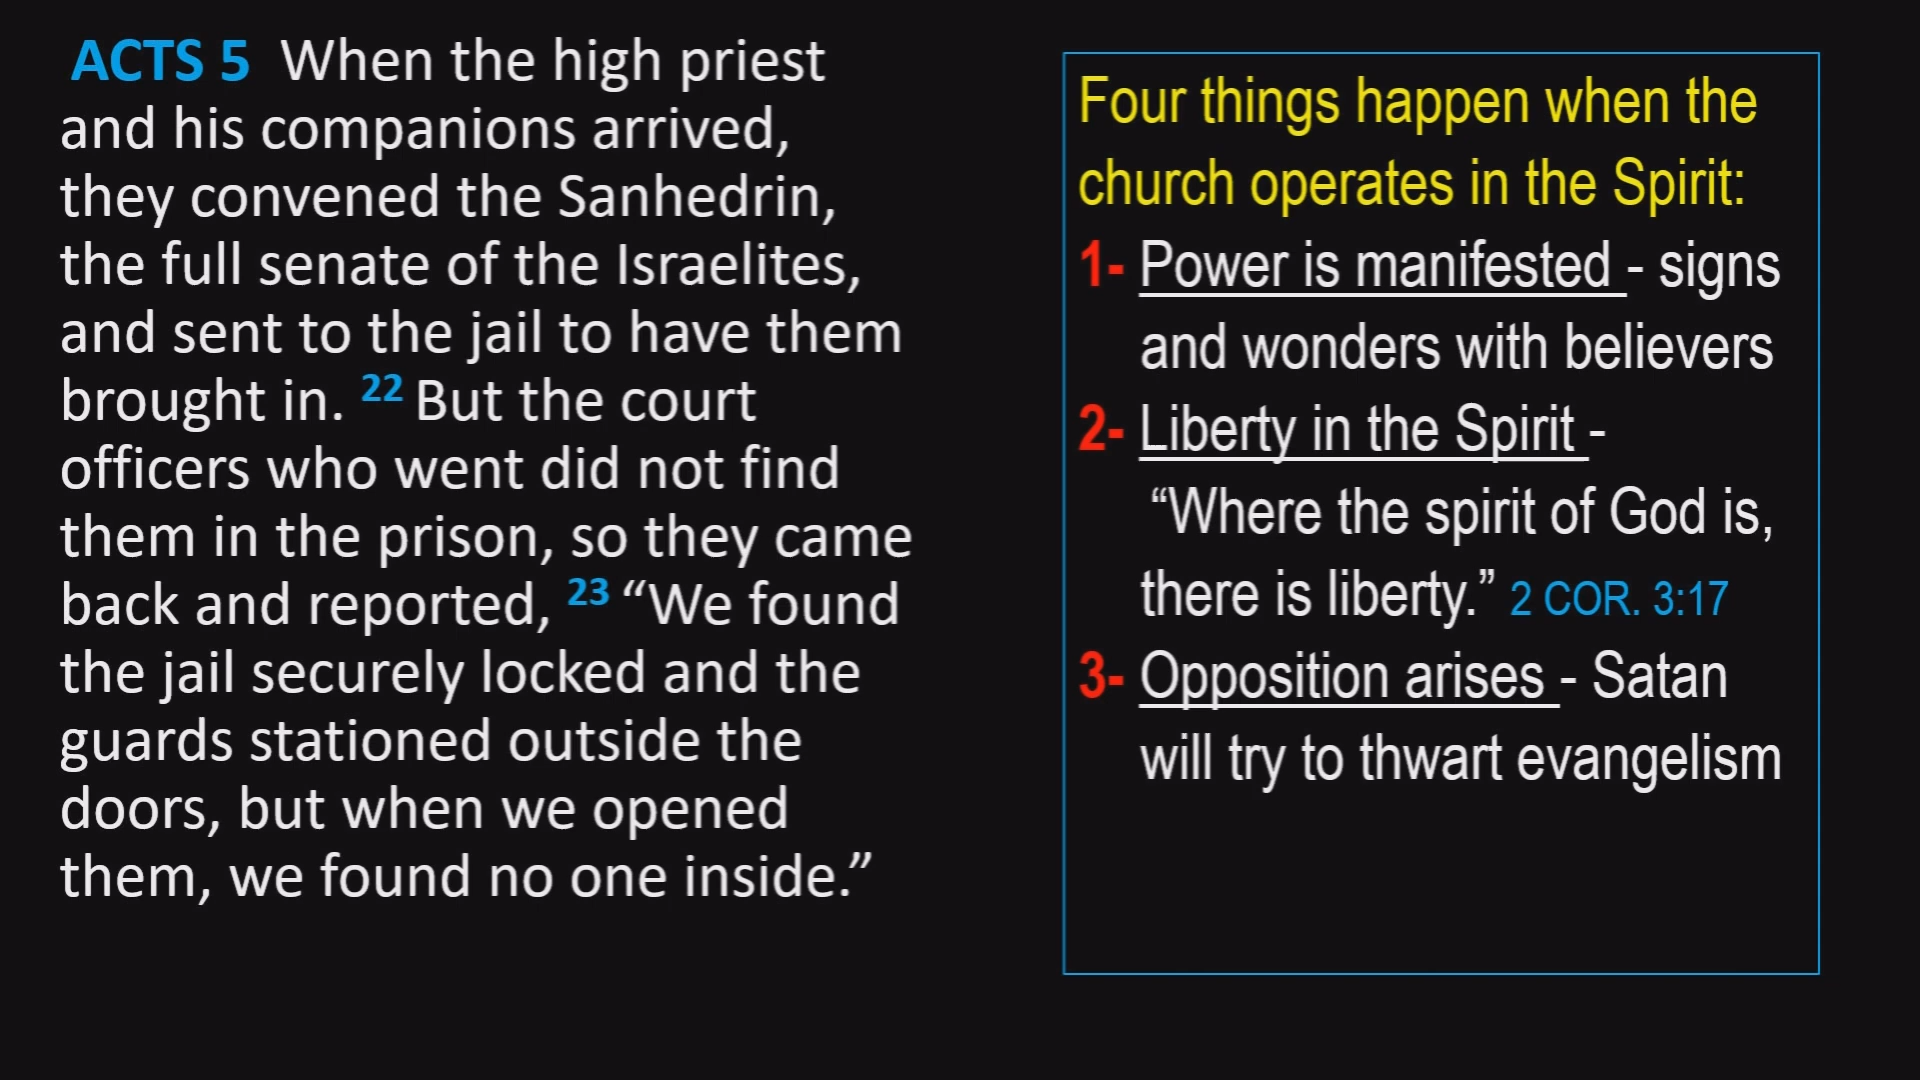 ACTS 5 When the high priest
and his companions arrived,
they convened the Sanhedrin,
the full senate of the Israelites,
and sent to the jail to have them
brought in. 22 But the court
officers who went did not find
them in the prison, so they came
back and reported, 23 “We found
the jail securely locked and the
guards stationed outside the
doors, but when we opened
them, we found no one inside.”
Four things happen when the
church operates in the Spirit:
1- Power is manifested - signs
and wonders with believers
2- Liberty in the Spirit -
“Where the spirit of God is,
there is liberty.” 2 COR. 3:17
3- Opposition arises - Satan
will try to thwart evangelism